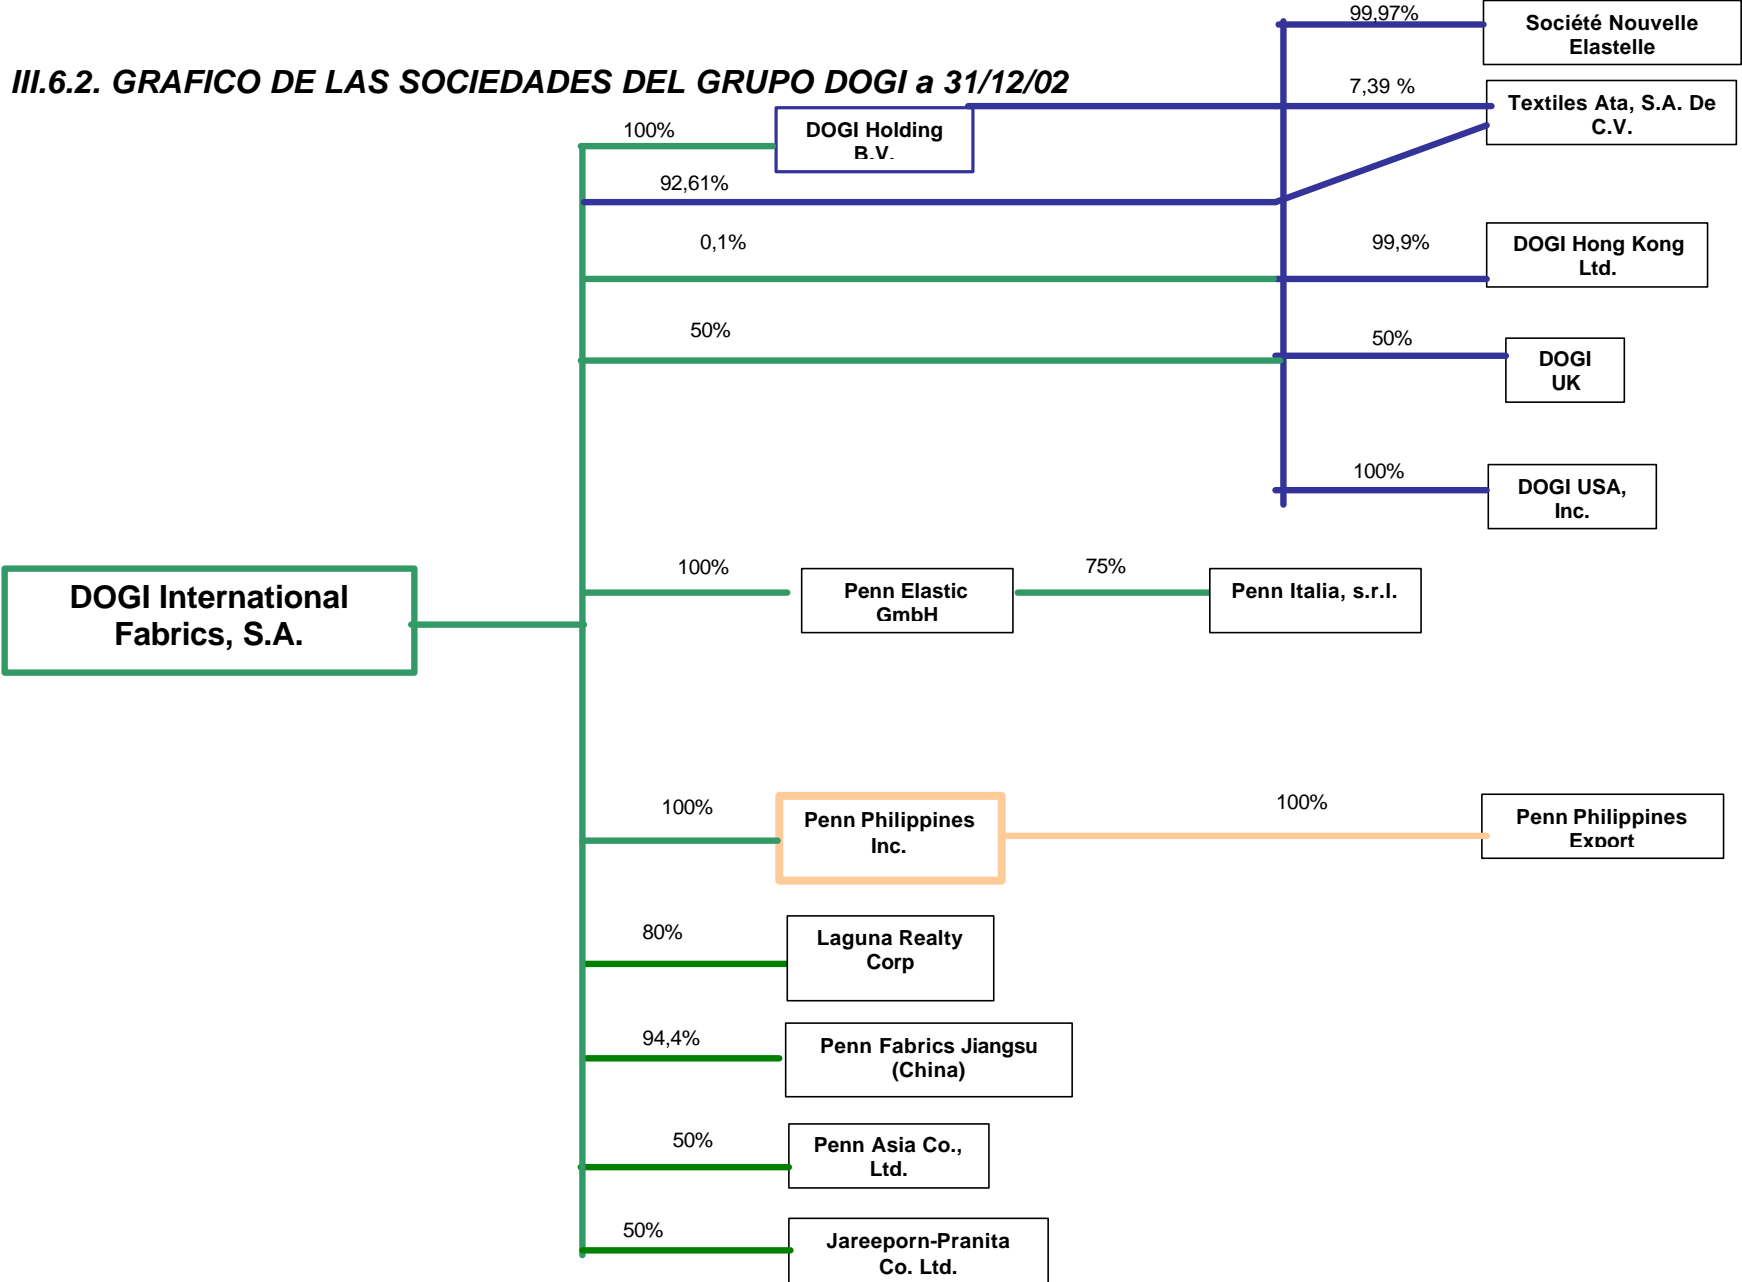 99,97%
Société Nouvelle
Elastelle
III.6.2. GRAFICO DE LAS SOCIEDADES DEL GRUPO DOGI a 31/12/02
7,39 %
Textiles Ata, S.A. De
C.V.
100%
DOGI Holding
B.V.
92,61%
0,1%
99,9%
DOGI Hong Kong
Ltd.
50%
50%
DOGI
UK
100%
DOGI USA,
Inc.
DOGI International
Fabrics, S.A.
100%
Penn Elastic
GmbH
75%
Penn Italia, s.r.l.
100%
Penn Philippines
Inc.
100%
Penn Philippines
Export
80%
Laguna Realty
Corp
94,4%
Penn Fabrics Jiangsu
(China)
50%
Penn Asia Co.,
Ltd.
50%
Jareeporn-Pranita
Co. Ltd.